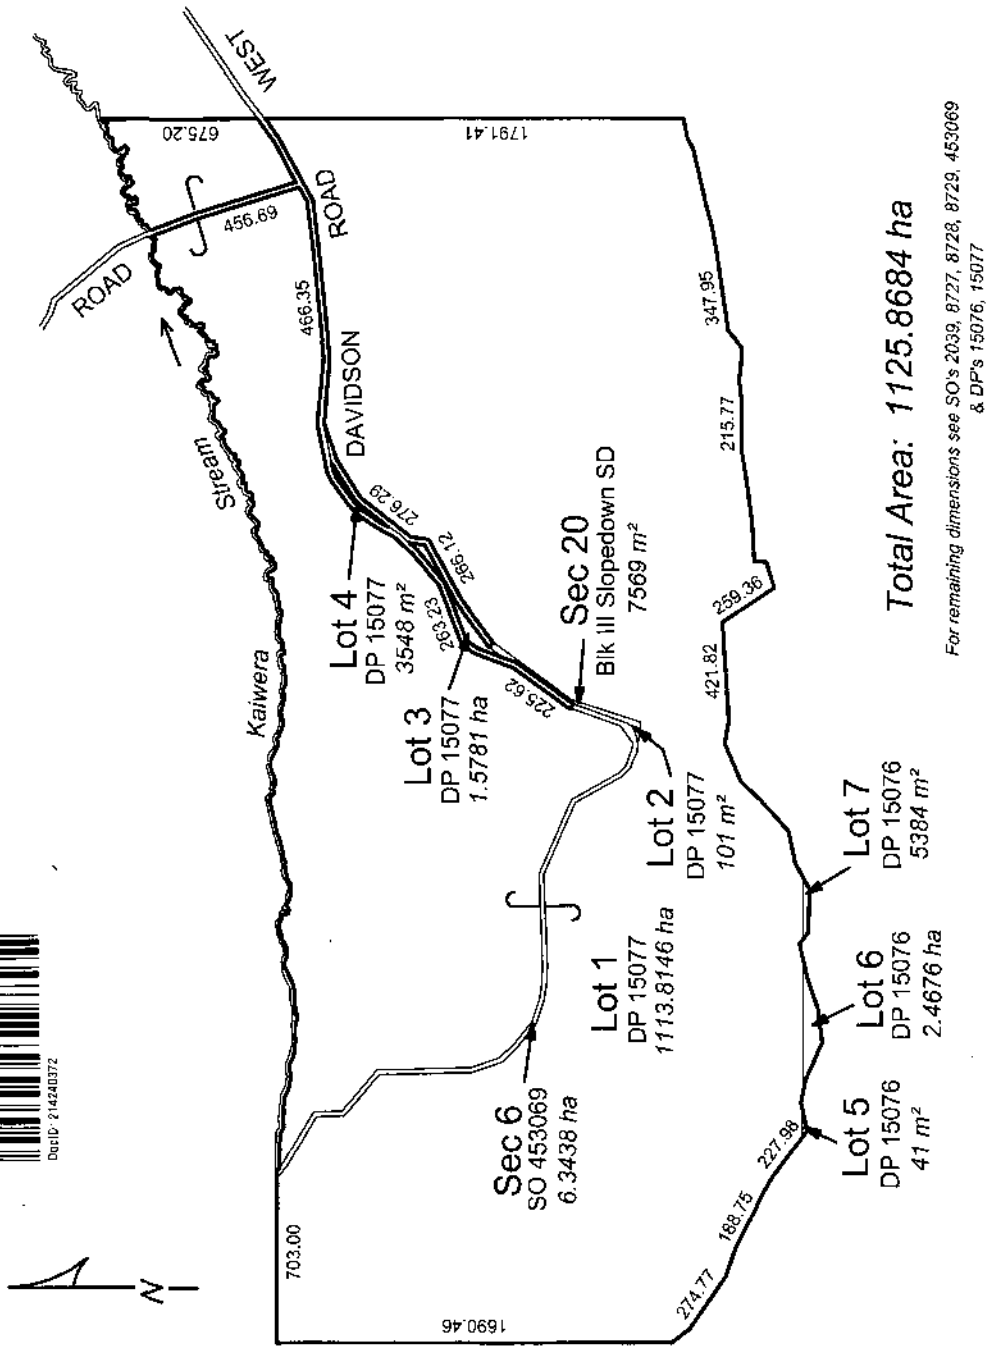 DocID: 214240372
N
Kaiwera
Stream
ROAD
WEST
675.20
456.69
ROAD
466.35
DAVIDSON
1791.41
703.00
1690.46
Lot 4
DP 15077
3548 m²
276.29
266.12
263.23
225.62
Lot 3
DP 15077
1.5781 ha
Sec 20
Blk III Slopedown SD
7569 m²
Lot 2
DP 15077
101 m²
Lot 1
DP 15077
1113.8146 ha
Sec 6
SO 453069
6.3438 ha
347.95
215.77
259.36
421.82
Lot 7
DP 15076
5384 m²
Lot 6
DP 15076
2.4676 ha
Lot 5
DP 15076
41 m²
227.98
188.75
274.77
Total Area: 1125.8684 ha
For remaining dimensions see SO's 2039, 8727, 8728, 8729, 453069
& DP's 15076, 15077